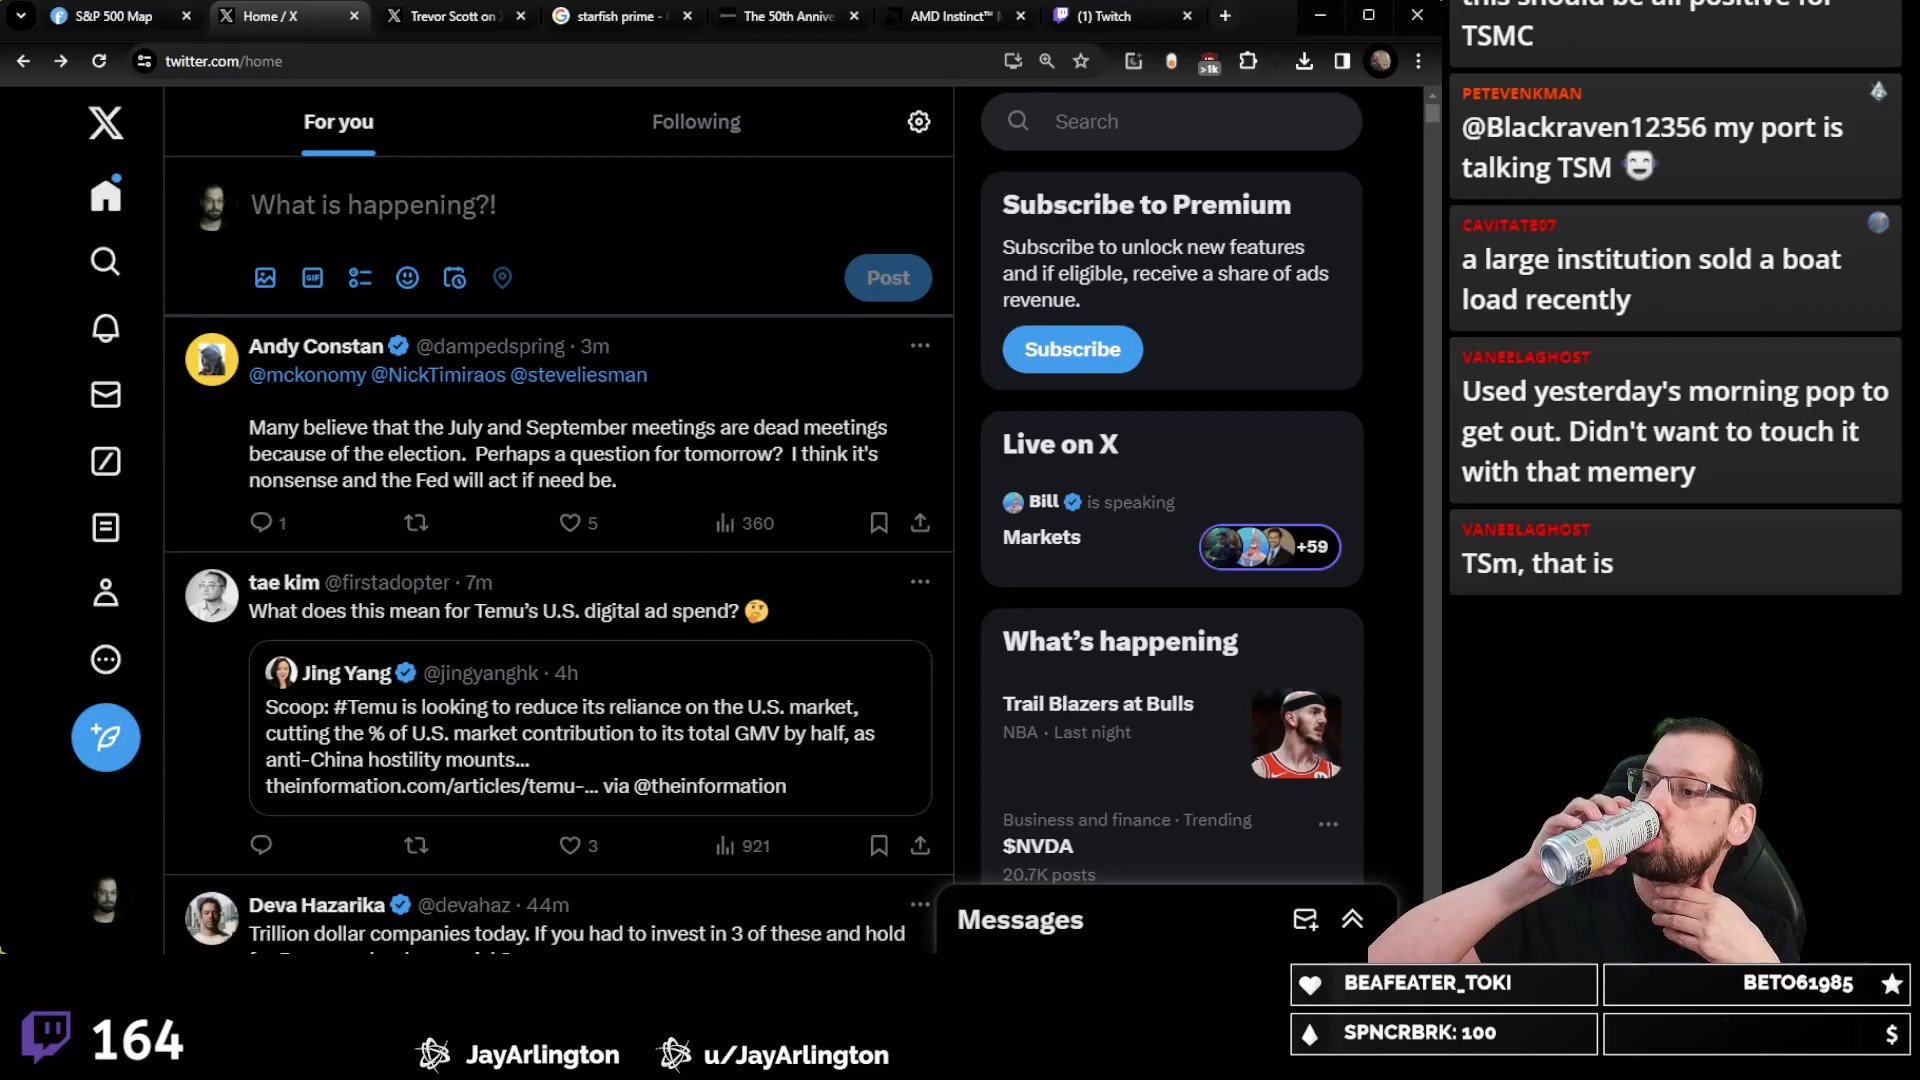 S&P 500 Map
Home / X
Trevor Scott on
starfish prime -
The 50th Annive
AMD Instinct™
(1) Twitch
twitter.com/home
>1k
For you
Following
Search
What is happening?!
GIF
Post
Andy Constan @dampedspring · 3m
@mckonomy @NickTimiraos @steveliesman
Many believe that the July and September meetings are dead meetings
because of the election. Perhaps a question for tomorrow? I think it's
nonsense and the Fed will act if need be.
1
5
360
tae kim @firstadopter · 7m
What does this mean for Temu's U.S. digital ad spend? 🤔
Jing Yang @jingyanghk · 4h
Scoop: #Temu is looking to reduce its reliance on the U.S. market,
cutting the % of U.S. market contribution to its total GMV by half, as
anti-China hostility mounts...
theinformation.com/articles/temu-... via @theinformation
3
921
Deva Hazarika @devahaz · 44m
Trillion dollar companies today. If you had to invest in 3 of these and hold
Subscribe to Premium
Subscribe to unlock new features
and if eligible, receive a share of ads
revenue.
Subscribe
Live on X
Bill is speaking
Markets
+59
What's happening
Trail Blazers at Bulls
NBA · Last night
Business and finance · Trending
$NVDA
20.7K posts
Messages
this should be all positive for
TSMC
PETEVENKMAN
@Blackraven12356 my port is
talking TSM
CAVITATE07
a large institution sold a boat
load recently
VANEELAGHOST
Used yesterday's morning pop to
get out. Didn't want to touch it
with that memery
VANEELAGHOST
TSm, that is
BEAFEATER_TOKI
BETO61985
SPNCRBRK: 100
$
164
JayArlington
u/JayArlington